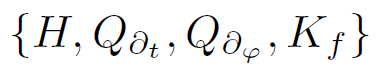 {H, Q_{∂_t}, Q_{∂_φ}, K_f}